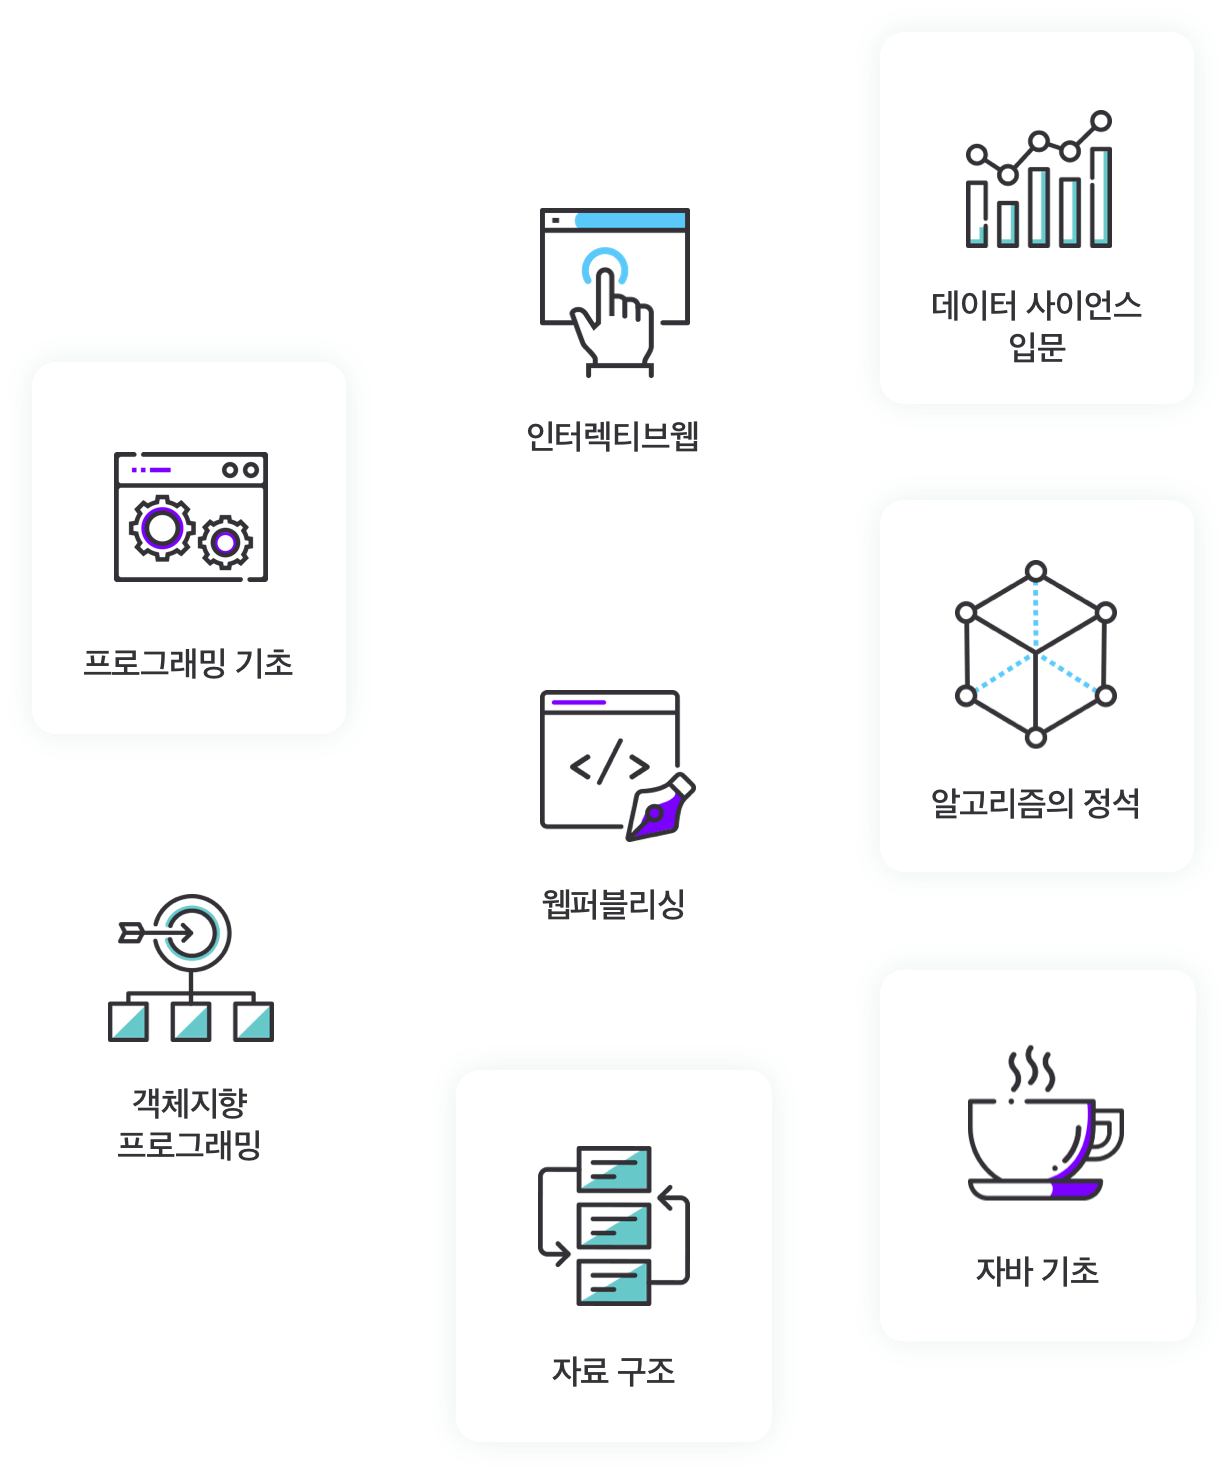 데이터 사이언스
입문
인터렉티브웹
프로그래밍 기초
알고리즘의 정석
웹퍼블리싱
객체지향
프로그래밍
자바 기초
자료 구조